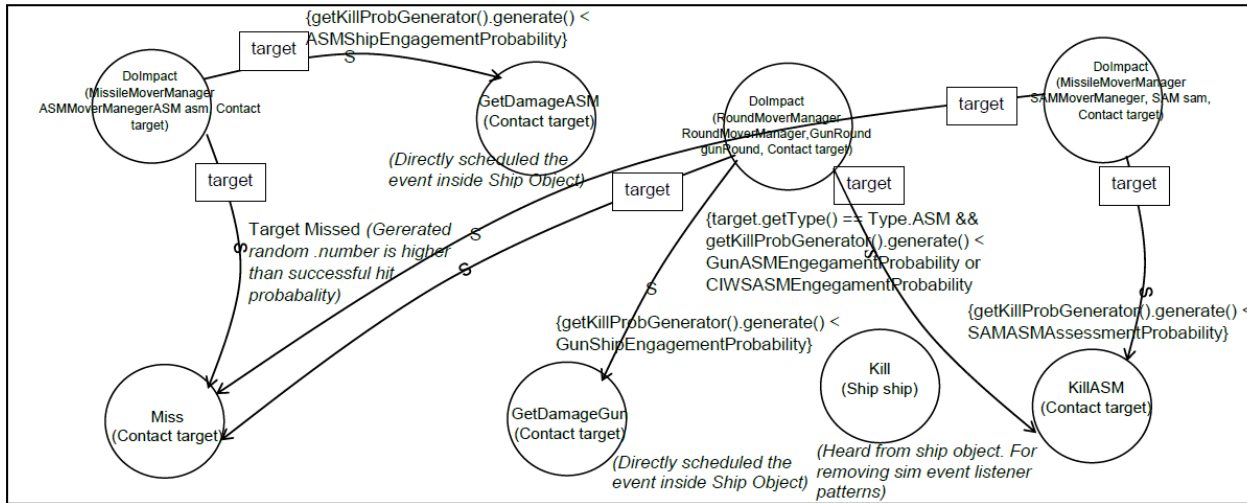 {getKillProbGenerator().generate() <
ASMShipEngagementProbability}
target
S
DoImpact
(MissileMoverManager
ASMMoverManegerASM asm, Contact
target)
GetDamageASM
(Contact target)
(Directly scheduled the
event inside Ship Object)
DoImpact
(RoundMoverManager
RoundMoverManager,GunRound
gunRound, Contact target)
DoImpact
(MissileMoverManager
SAMMoverManeger, SAM sam,
Contact target)
target
target
target
target
target
Target Missed (Gererated
random .number is higher
than successful hit
probabality)
S
S
S
{target.getType() == Type.ASM &&
getKillProbGenerator().generate() <
GunASMEngegamentProbability or
CIWSASMEngegamentProbability
S
S
S
{getKillProbGenerator().generate() <
GunShipEngagementProbability}
{getKillProbGenerator().generate() <
SAMASMAssessmentProbability}
Miss
(Contact target)
GetDamageGun
(Contact target)
(Directly scheduled the
event inside Ship Object)
Kill
(Ship ship)
(Heard from ship object. For
removing sim event listener
patterns)
KillASM
(Contact target)